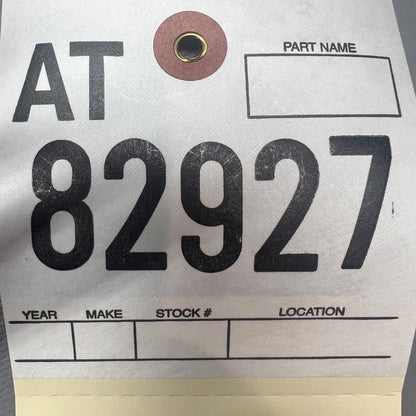 AT
PART NAME
82927
YEAR MAKE STOCK # LOCATION